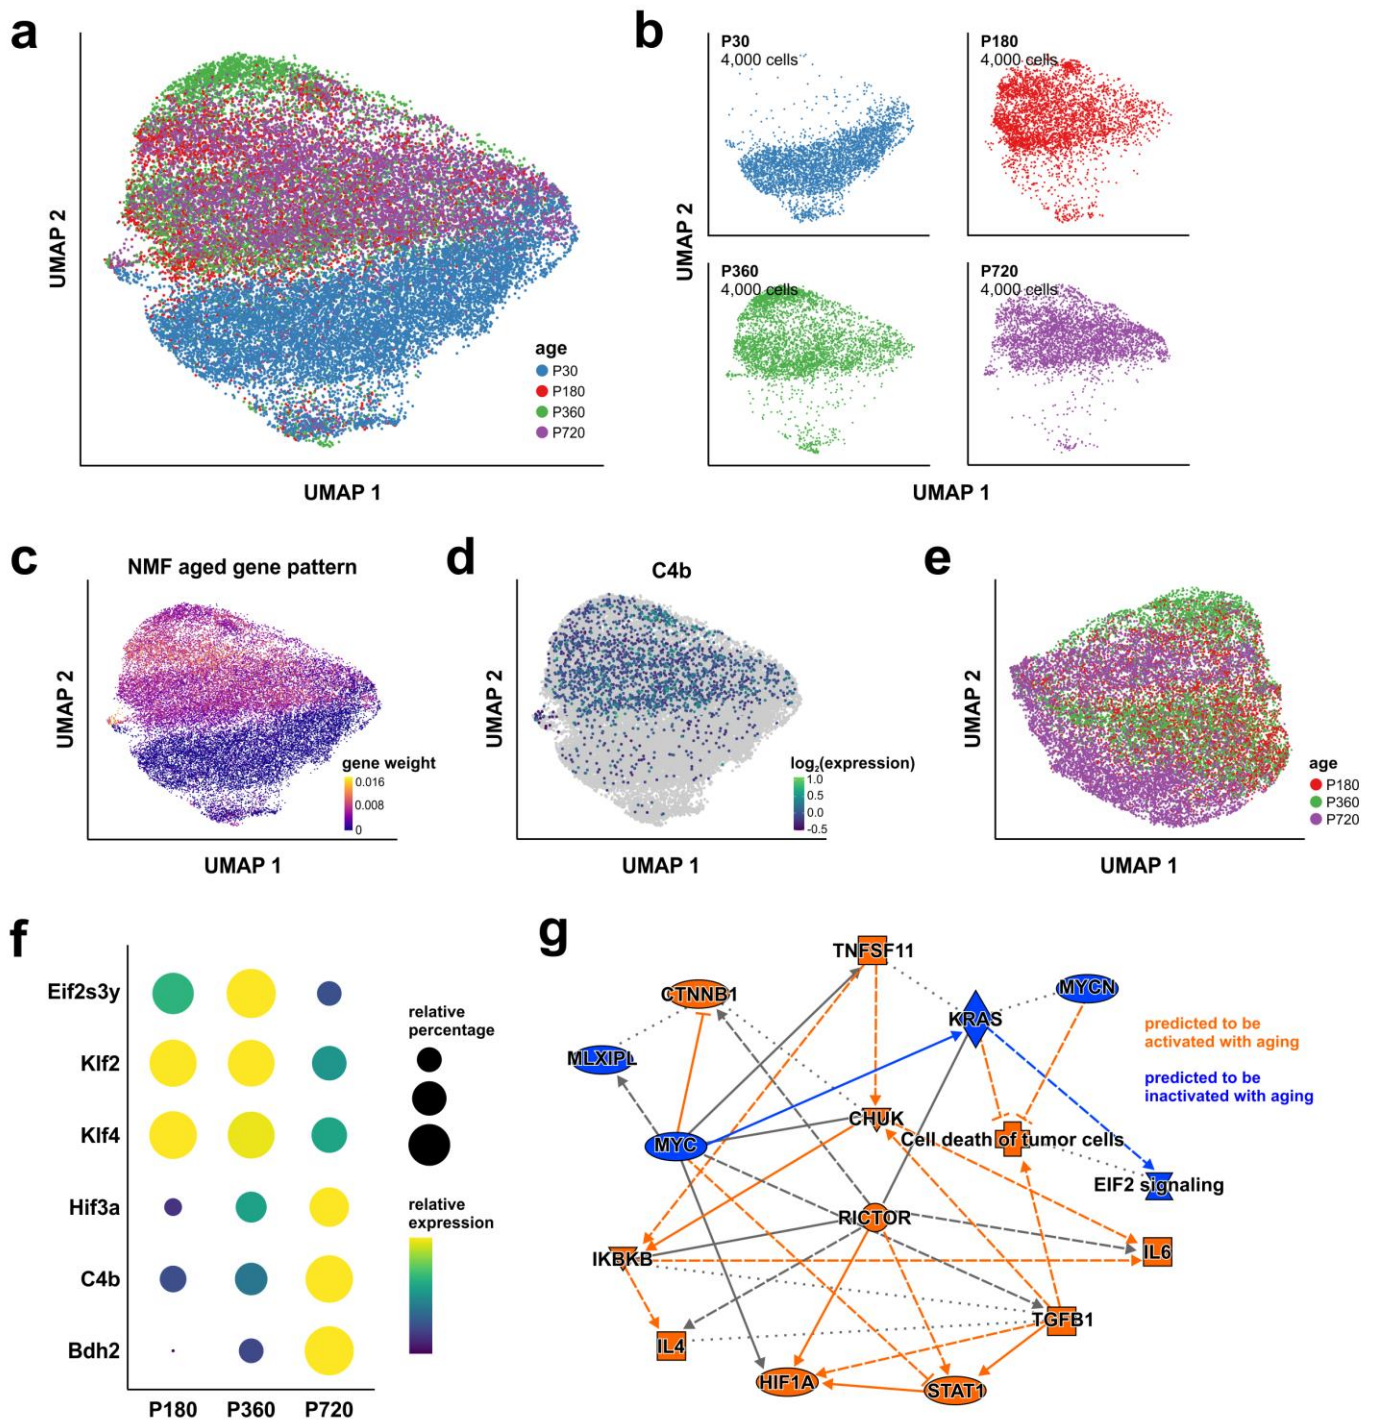 a
UMAP 2
UMAP 1
age
P30
P180
P360
P720
b
P30
4,000 cells
P180
4,000 cells
P360
4,000 cells
P720
4,000 cells
UMAP 2
UMAP 1
c
NMF aged gene pattern
UMAP 2
UMAP 1
gene weight
0.016
0.008
0
d
C4b
UMAP 2
UMAP 1
log₂(expression)
1.0
0.5
0.0
-0.5
e
UMAP 2
UMAP 1
age
P180
P360
P720
f
Eif2s3y
Klf2
Klf4
Hif3a
C4b
Bdh2
P180
P360
P720
relative
percentage
relative
expression
g
TNFSF11
CTNNB1
MYCN
KRAS
MLXIPL
predicted to be
activated with aging
predicted to be
inactivated with aging
CHUK
MYC
Cell death of tumor cells
EIF2 signaling
RICTOR
IKBKB
IL6
TGFB1
IL4
HIF1A
STAT1